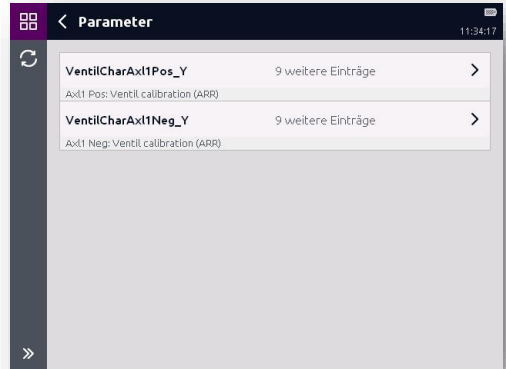 Parameter
11:34:17
VentilCharAxl1Pos_Y 9 weitere Einträge
Axl1 Pos: Ventil calibration (ARR)
VentilCharAxl1Neg_Y 9 weitere Einträge
Axl1 Neg: Ventil calibration (ARR)